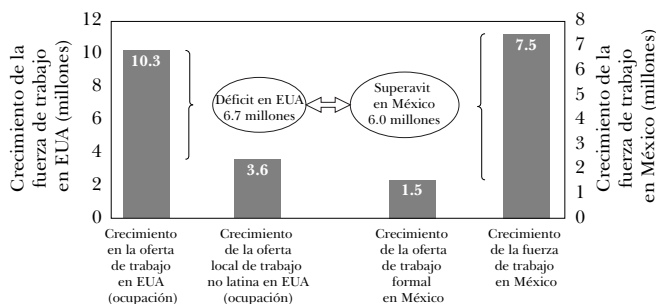 Crecimiento de la
fuerza de trabajo
en EUA (millones)
12
10
8
6
4
2
0
10.3
3.6
1.5
7.5
Déficit en EUA
6.7 millones
Superavit
en México
6.0 millones
8
7
6
5
4
3
2
1
0
Crecimiento de la
fuerza de trabajo
en México (millones)
Crecimiento
en la oferta
de trabajo
en EUA
(ocupación)
Crecimiento
de la oferta
local de trabajo
no latina en EUA
(ocupación)
Crecimiento
de la oferta
de trabajo
formal
en México
Crecimiento
de la fuerza
de trabajo
en México